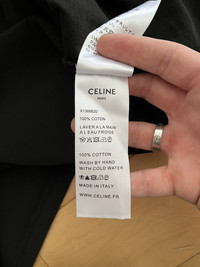 CELINE
PARIS
100% COTON
LAVER A LA MAIN
A L'EAU FROIDE
100% COTTON
WASH BY HAND
WITH COLD WATER
MADE IN ITALY
WWW.CELINE.FR